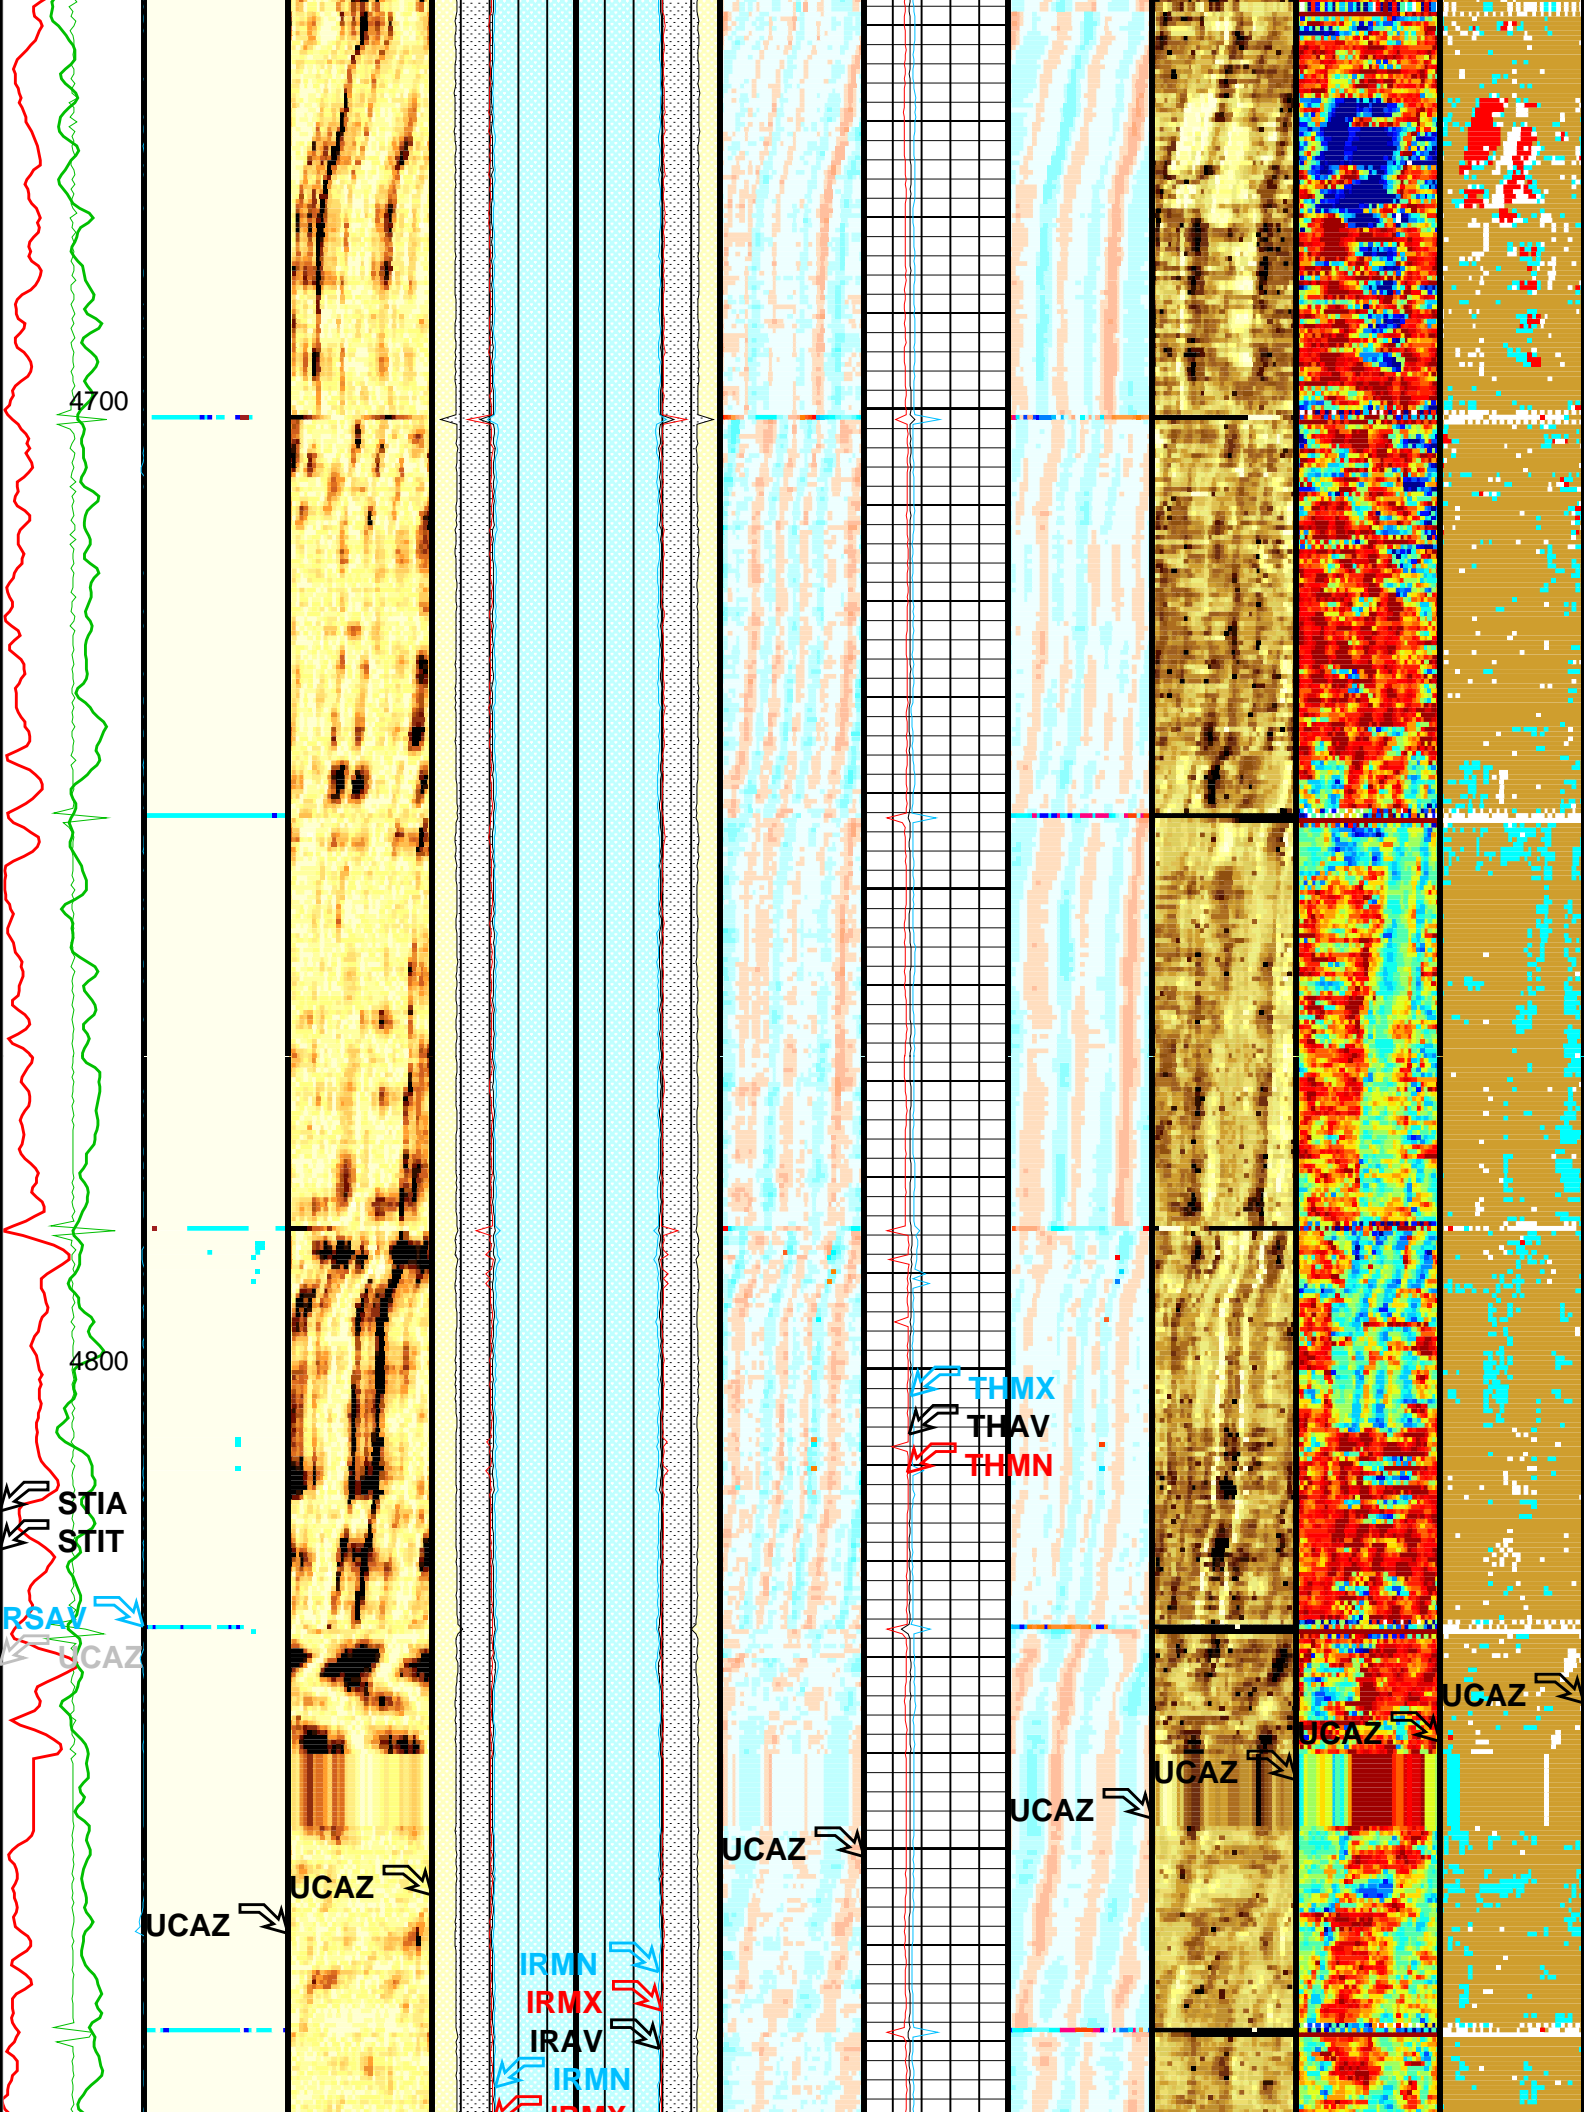 4700
4800
THMX
THAV
THMN
STIA
STIT
RSAV
UCAZ
UCAZ
UCAZ
UCAZ
UCAZ
UCAZ
UCAZ
UCAZ
IRMN
IRMX
IRAV
IRMN
IRMX